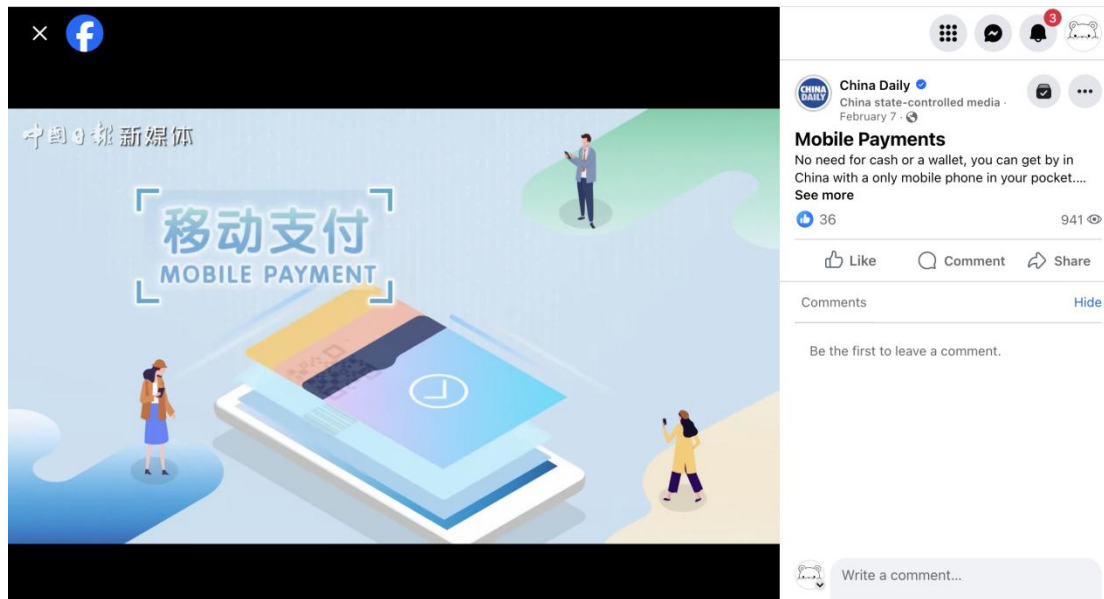 中国日报新媒体
移动支付
MOBILE PAYMENT
3
CHINA DAILY
China Daily
China state-controlled media ·
February 7 ·
Mobile Payments
No need for cash or a wallet, you can get by in
China with a only mobile phone in your pocket....
See more
36
941
Like
Comment
Share
Comments
Hide
Be the first to leave a comment.
Write a comment...